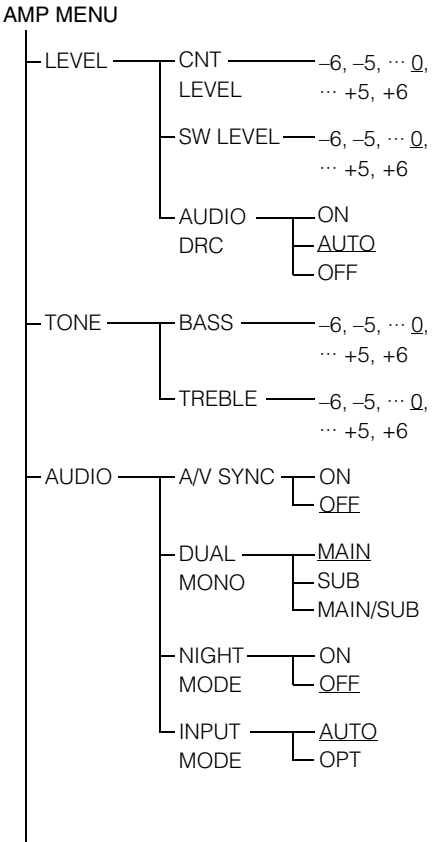 AMP MENU
LEVEL
CNT
LEVEL
–6, –5, ··· 0,
··· +5, +6
SW LEVEL
–6, –5, ··· 0,
··· +5, +6
AUDIO
DRC
ON
AUTO
OFF
TONE
BASS
–6, –5, ··· 0,
··· +5, +6
TREBLE
–6, –5, ··· 0,
··· +5, +6
AUDIO
A/V SYNC
ON
OFF
DUAL
MONO
MAIN
SUB
MAIN/SUB
NIGHT
MODE
ON
OFF
INPUT
MODE
AUTO
OPT